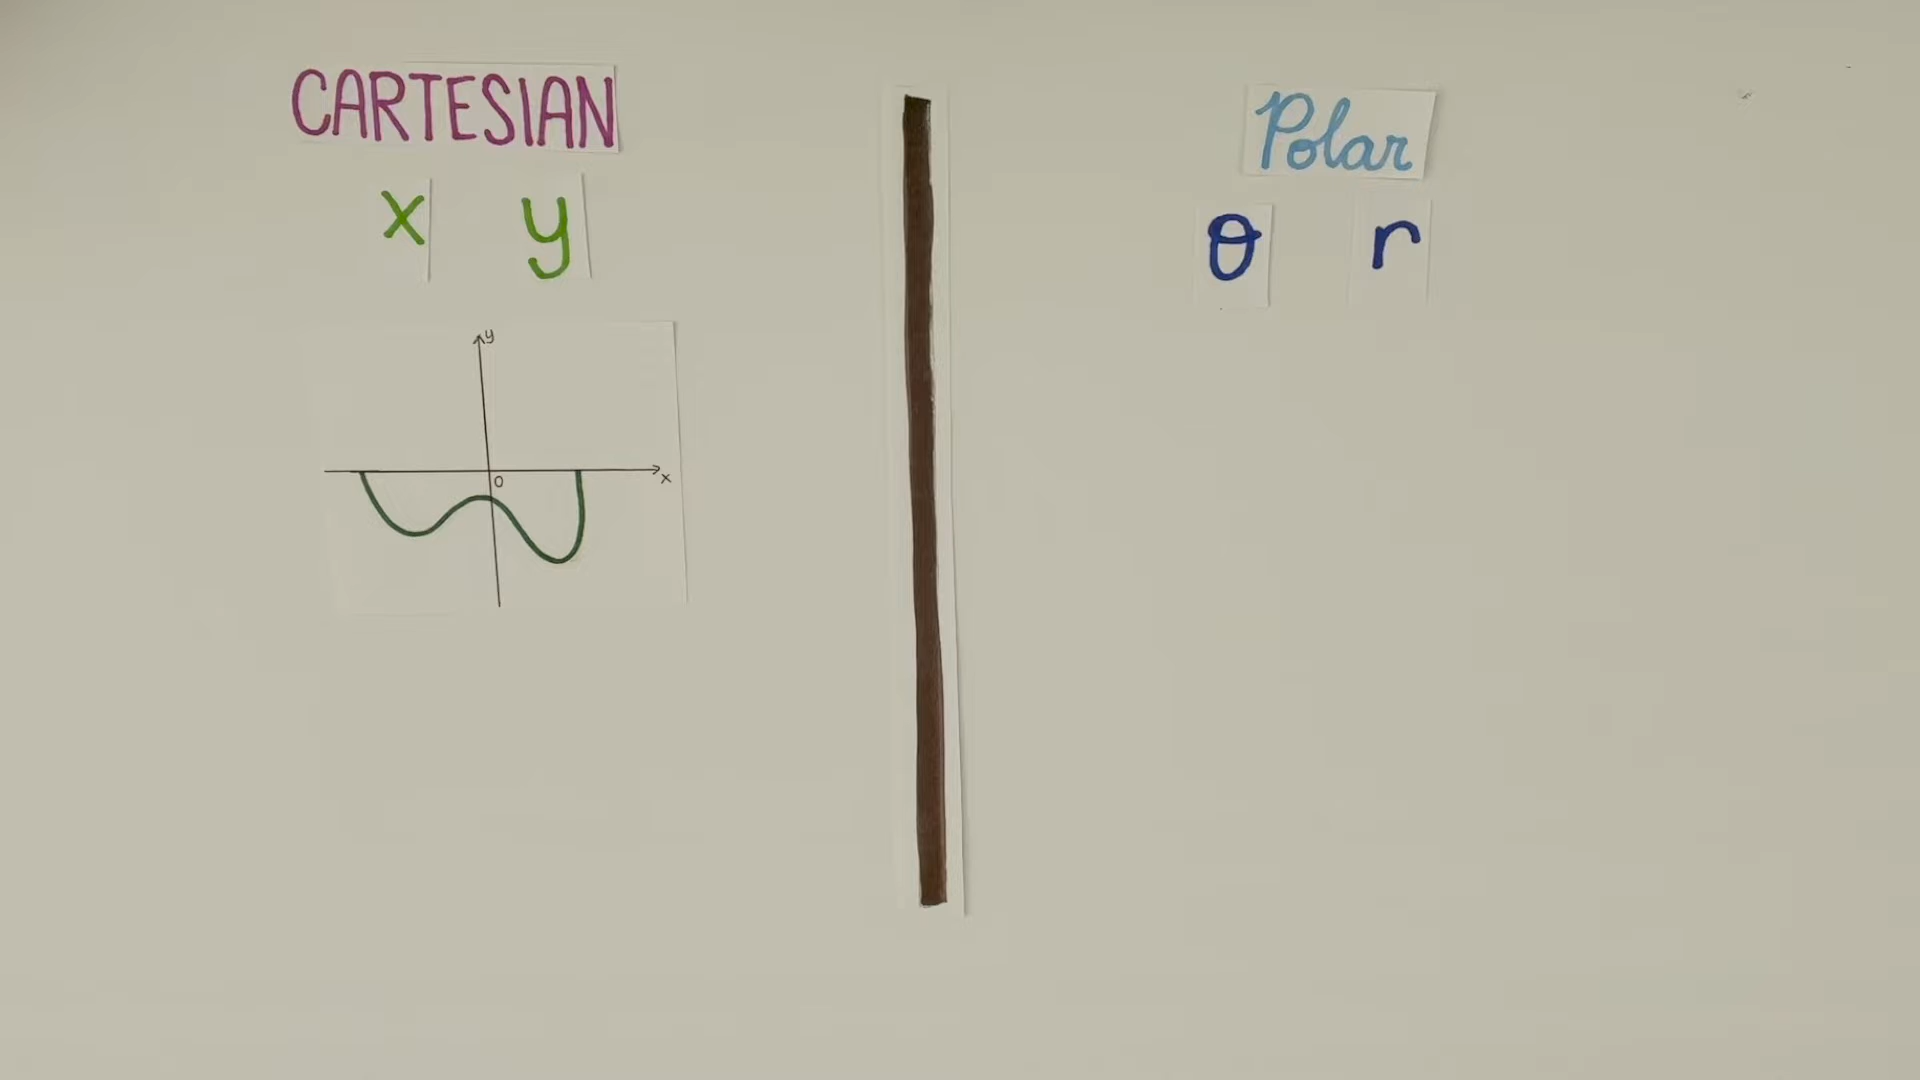 CARTESIAN
x y
y
0
x
Polar
θ r